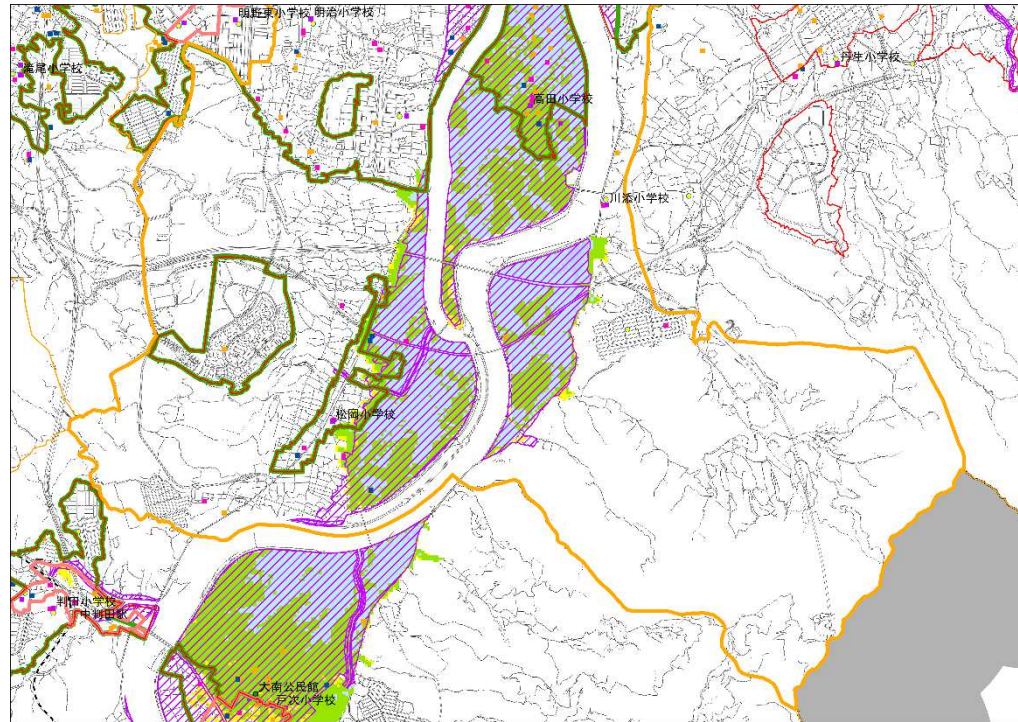 明野東小学校
明治小学校
滝尾小学校
丹生小学校
高田小学校
川添小学校
松岡小学校
判田小学校
中判田駅
大南公民館
戸次小学校